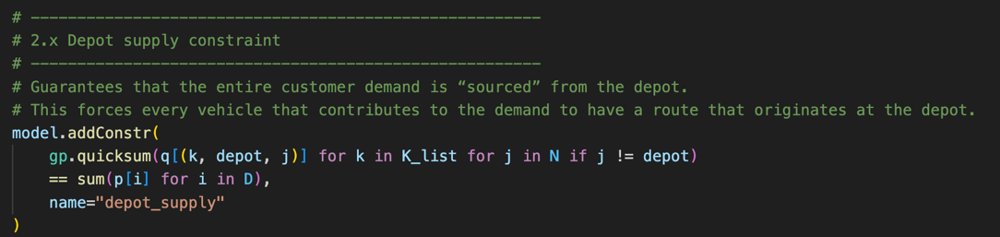 # -------------------------------------------------------
# 2.x Depot supply constraint
# -------------------------------------------------------
# Guarantees that the entire customer demand is “sourced” from the depot.
# This forces every vehicle that contributes to the demand to have a route that originates at the depot.
model.addConstr(
    gp.quicksum(q[(k, depot, j)] for k in K_list for j in N if j != depot)
    == sum(p[i] for i in D),
    name="depot_supply"
)